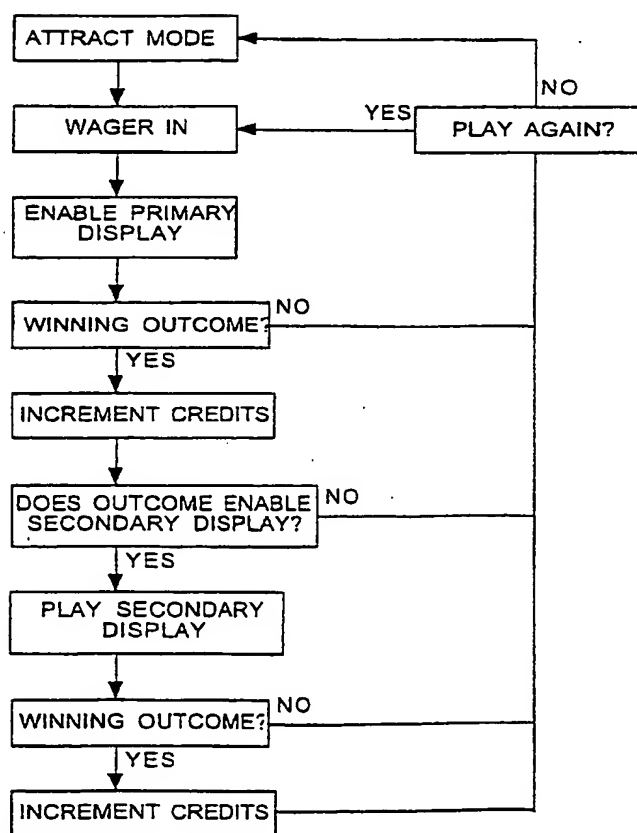 ATTRACT MODE
NO
YES
WAGER IN
PLAY AGAIN?
ENABLE PRIMARY
DISPLAY
NO
WINNING OUTCOME?
YES
INCREMENT CREDITS
NO
DOES OUTCOME ENABLE
SECONDARY DISPLAY?
YES
PLAY SECONDARY
DISPLAY
NO
WINNING OUTCOME?
YES
INCREMENT CREDITS